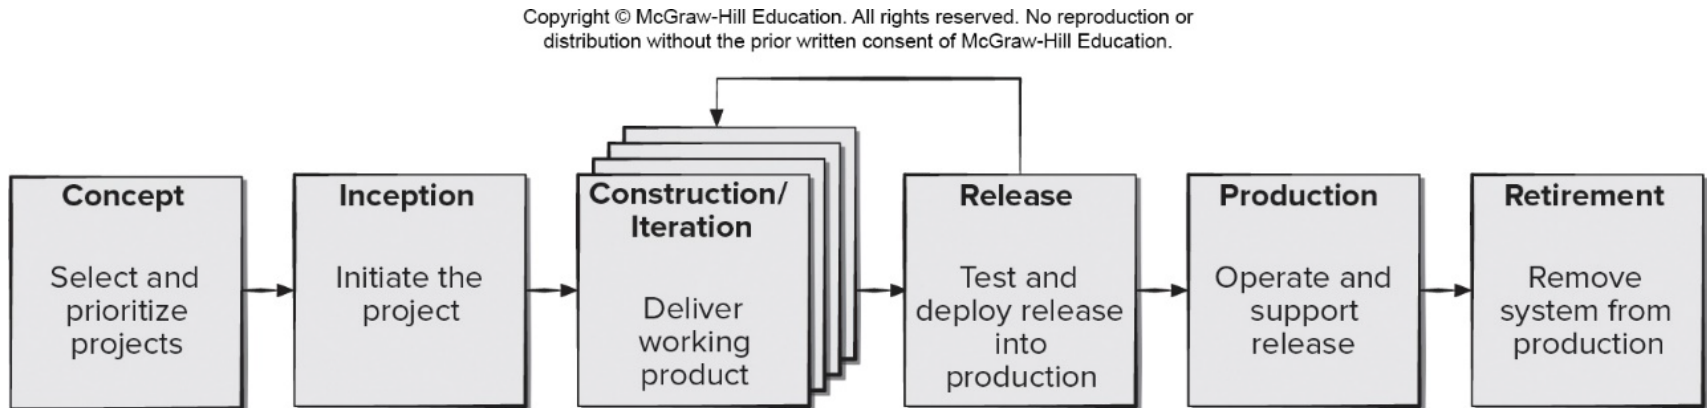 Copyright © McGraw-Hill Education. All rights reserved. No reproduction or
distribution without the prior written consent of McGraw-Hill Education.
Concept
Select and
prioritize
projects
Inception
Initiate the
project
Construction/
Iteration
Deliver
working
product
Release
Test and
deploy release
into
production
Production
Operate and
support
release
Retirement
Remove
system from
production